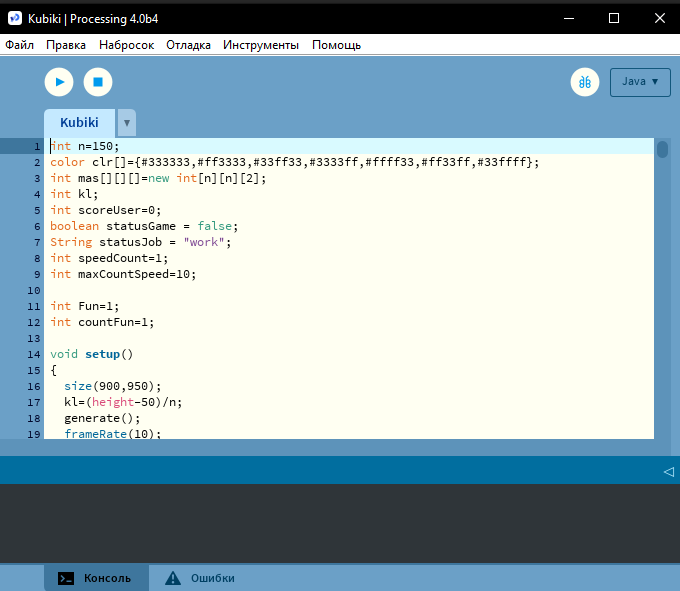 Kubiki | Processing 4.0b4
Файл Правка Набросок Отладка Инструменты Помощь
Java ▼
Kubiki ▼
1 int n=150;
2 color clr[]={#333333,#ff3333,#33ff33,#3333ff,#ffff33,#ff33ff,#33ffff};
3 int mas[][][]=new int[n][n][2];
4 int kl;
5 int scoreUser=0;
6 boolean statusGame = false;
7 String statusJob = "work";
8 int speedCount=1;
9 int maxCountSpeed=10;
10
11 int Fun=1;
12 int countFun=1;
13
14 void setup()
15 {
16   size(900,950);
17   kl=(height-50)/n;
18   generate();
19   frameRate(10);
Консоль Ошибки